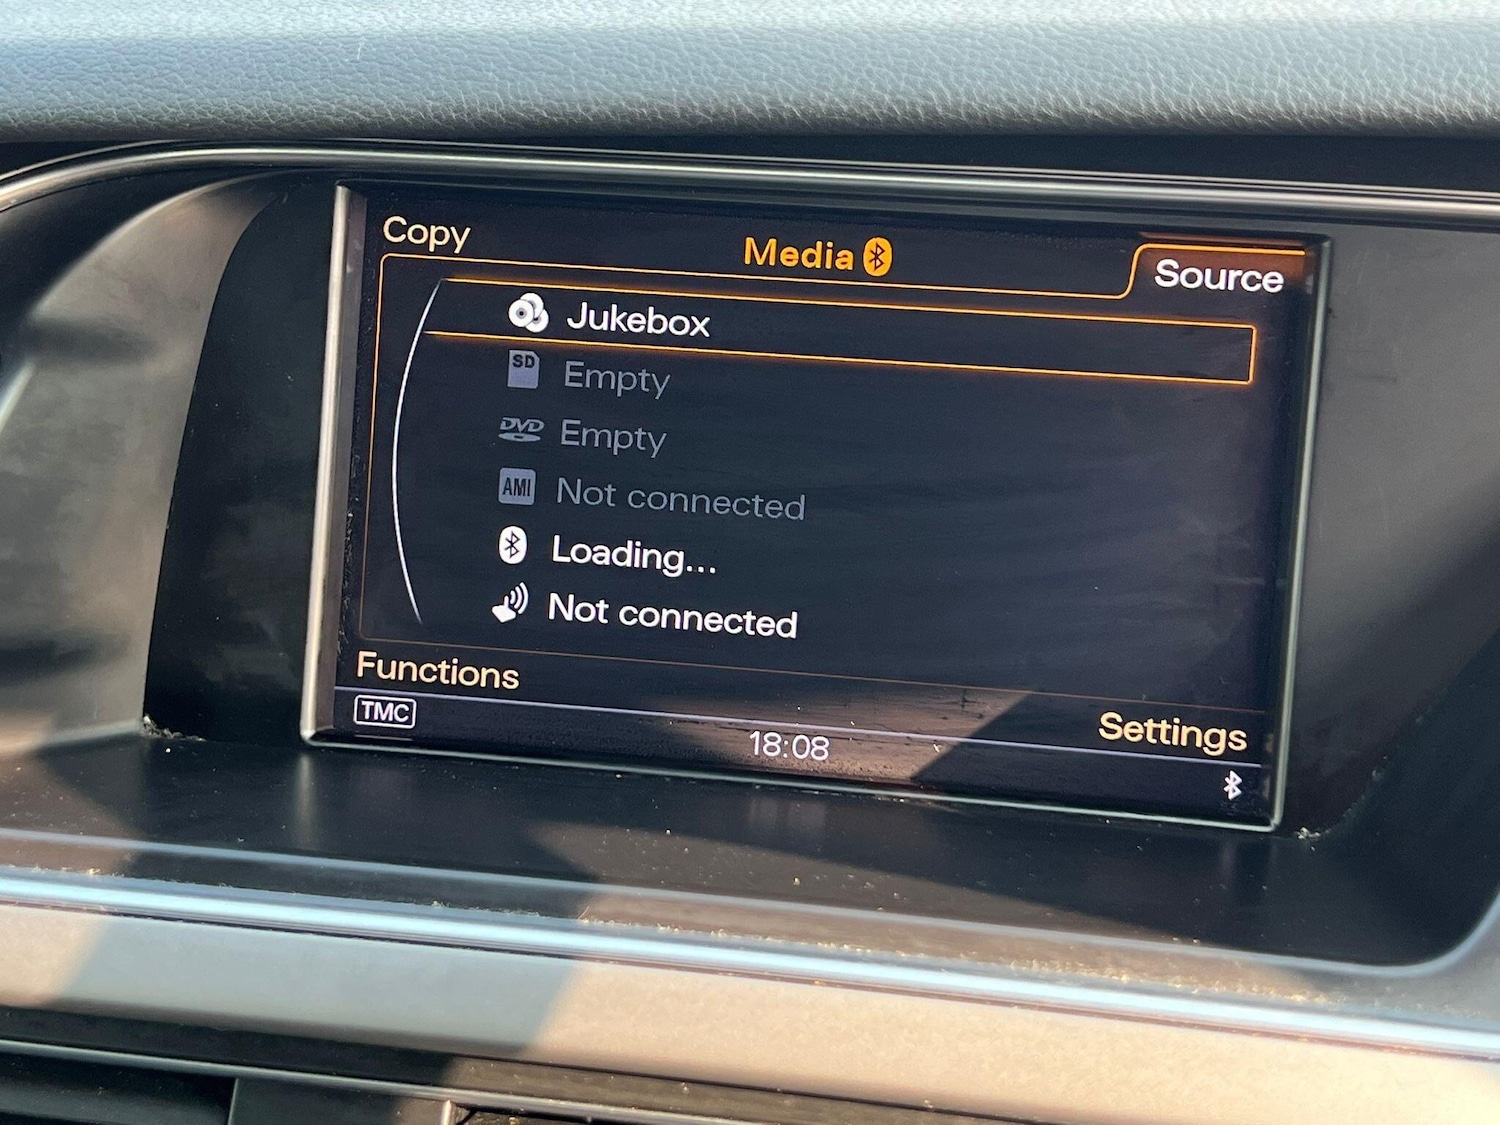 Copy
Media
Source
Jukebox
SD Empty
DVD Empty
AMI Not connected
Loading...
Not connected
Functions
Settings
TMC
18:08